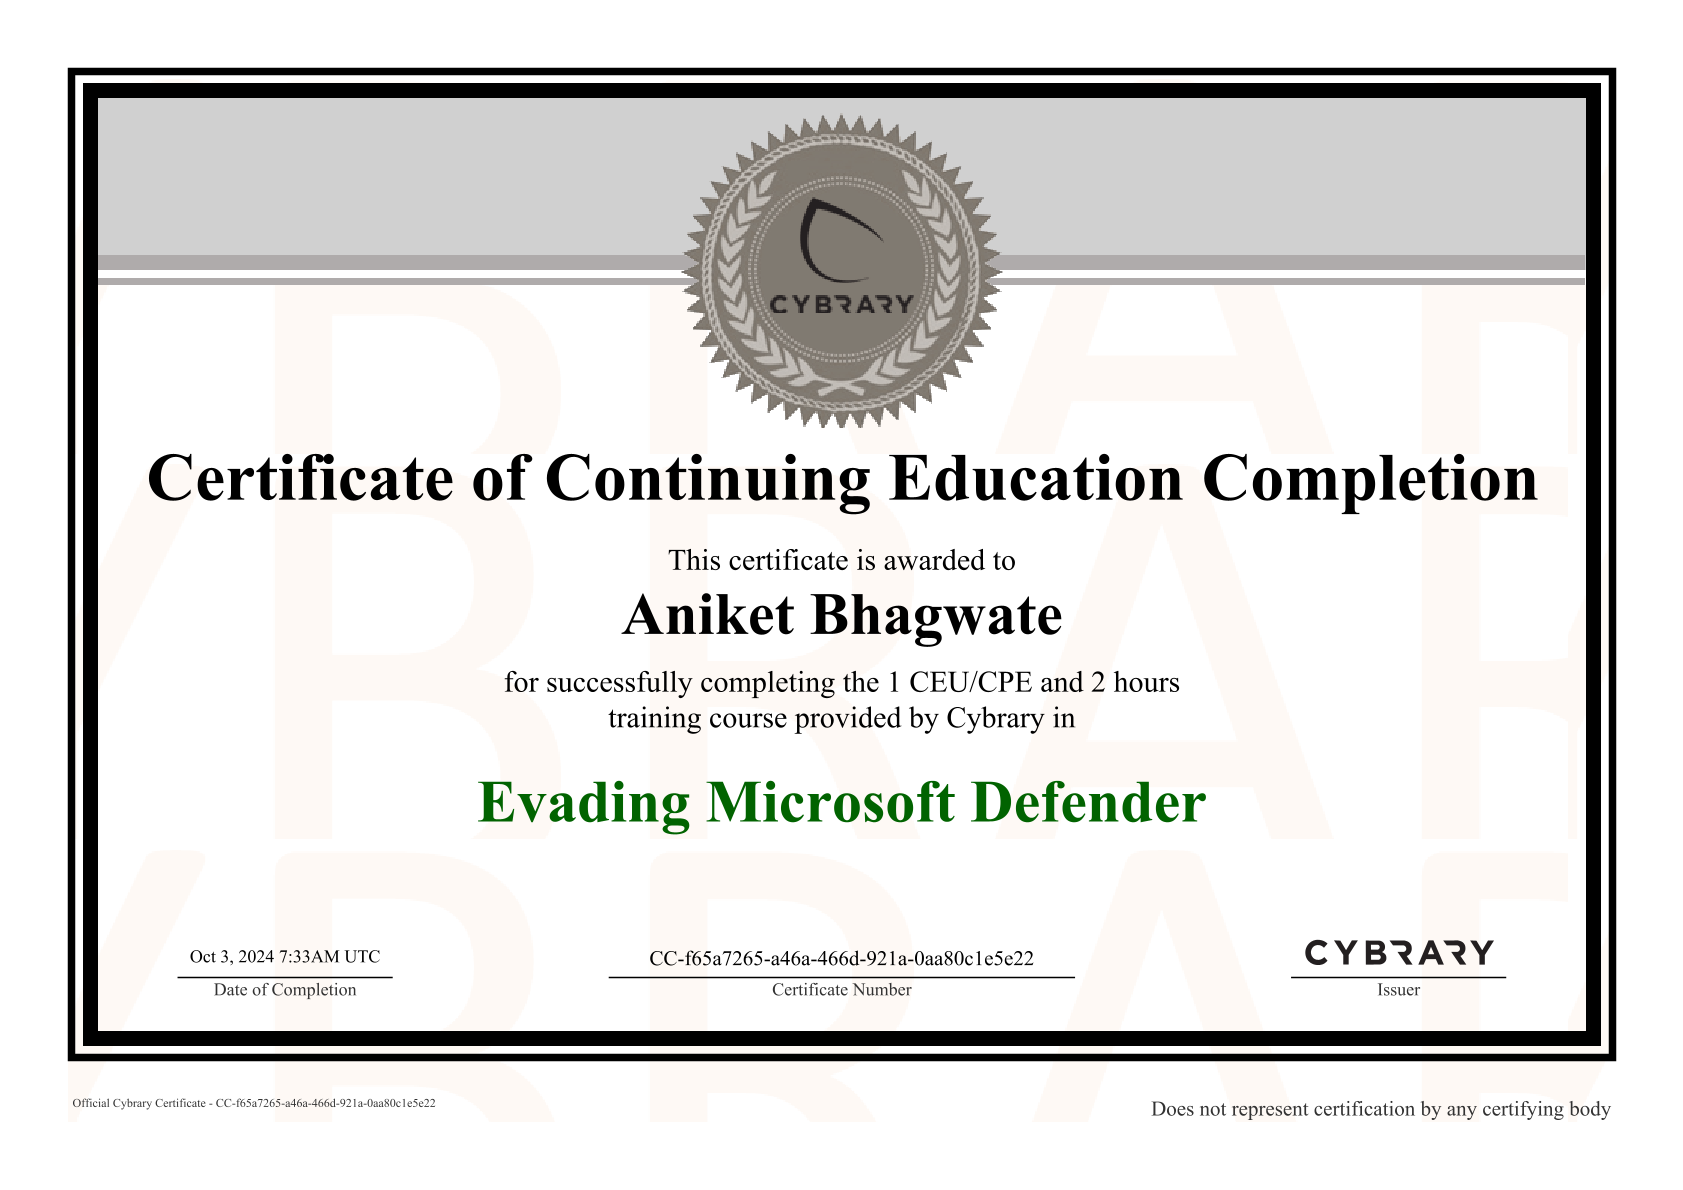 CYBRARY
Certificate of Continuing Education Completion
This certificate is awarded to
Aniket Bhagwate
for successfully completing the 1 CEU/CPE and 2 hours
training course provided by Cybrary in
Evading Microsoft Defender
Oct 3, 2024 7:33AM UTC
Date of Completion
CC-f65a7265-a46a-466d-921a-0aa80c1e5e22
Certificate Number
CYBRARY
Issuer
Official Cybrary Certificate - CC-f65a7265-a46a-466d-921a-0aa80c1e5e22
Does not represent certification by any certifying body